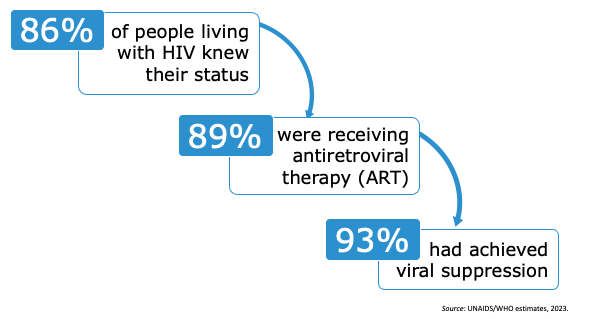 86% of people living
with HIV knew
their status
89% were receiving
antiretroviral
therapy (ART)
93% had achieved
viral suppression
Source: UNAIDS/WHO estimates, 2023.